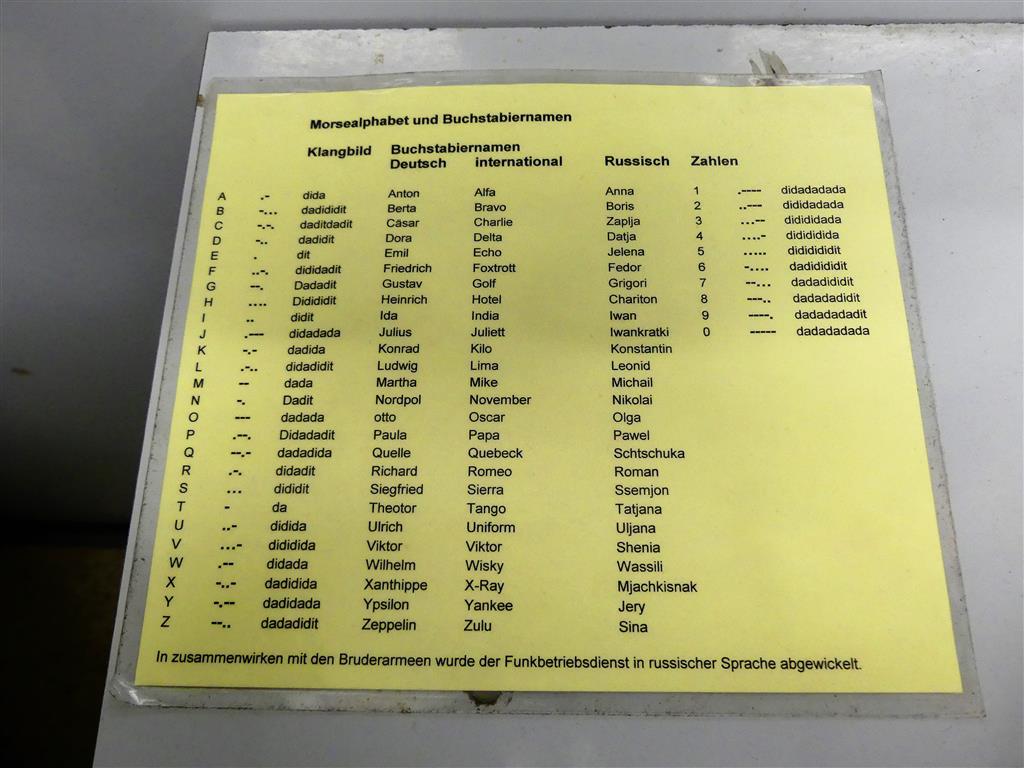 Morsealphabet und Buchstabiernamen
Klangbild Buchstabiernamen
Deutsch international Russisch Zahlen
A .- dida Anton Alfa Anna 1 .---- didadadada
B -... dadididit Berta Bravo Boris 2 ..--- dididadada
C -.-. daditdadit Cäsar Charlie Zaplja 3 ...-- didididada
D -.. dadidit Dora Delta Datja 4 ....- didididida
E . dit Emil Echo Jelena 5 ..... dididididit
F ..-. dididadit Friedrich Foxtrott Fedor 6 -.... dadidididit
G --. Dadadit Gustav Golf Grigori 7 --... dadadididit
H .... Didididit Heinrich Hotel Chariton 8 ---.. dadadadidit
I .. didit Ida India Iwan 9 ----. dadadadadit
J .--- didadada Julius Juliett Iwankratki 0 ----- dadadadada
K -.- dadida Konrad Kilo Konstantin
L .-.. didadidit Ludwig Lima Leonid
M -- dada Martha Mike Michail
N -. Dadit Nordpol November Nikolai
O --- dadada otto Oscar Olga
P .--. Didadadit Paula Papa Pawel
Q --.- dadadida Quelle Quebeck Schtschuka
R .-. didadit Richard Romeo Roman
S ... dididit Siegfried Sierra Ssemjon
T - da Theotor Tango Tatjana
U ..- didida Ulrich Uniform Uljana
V ...- dididida Viktor Viktor Shenia
W .-- didada Wilhelm Wisky Wassili
X -..- dadidida Xanthippe X-Ray Mjachkisnak
Y -.-- dadidada Ypsilon Yankee Jery
Z --.. dadadidit Zeppelin Zulu Sina
In zusammenwirken mit den Bruderarmeen wurde der Funkbetriebsdienst in russischer Sprache abgewickelt.